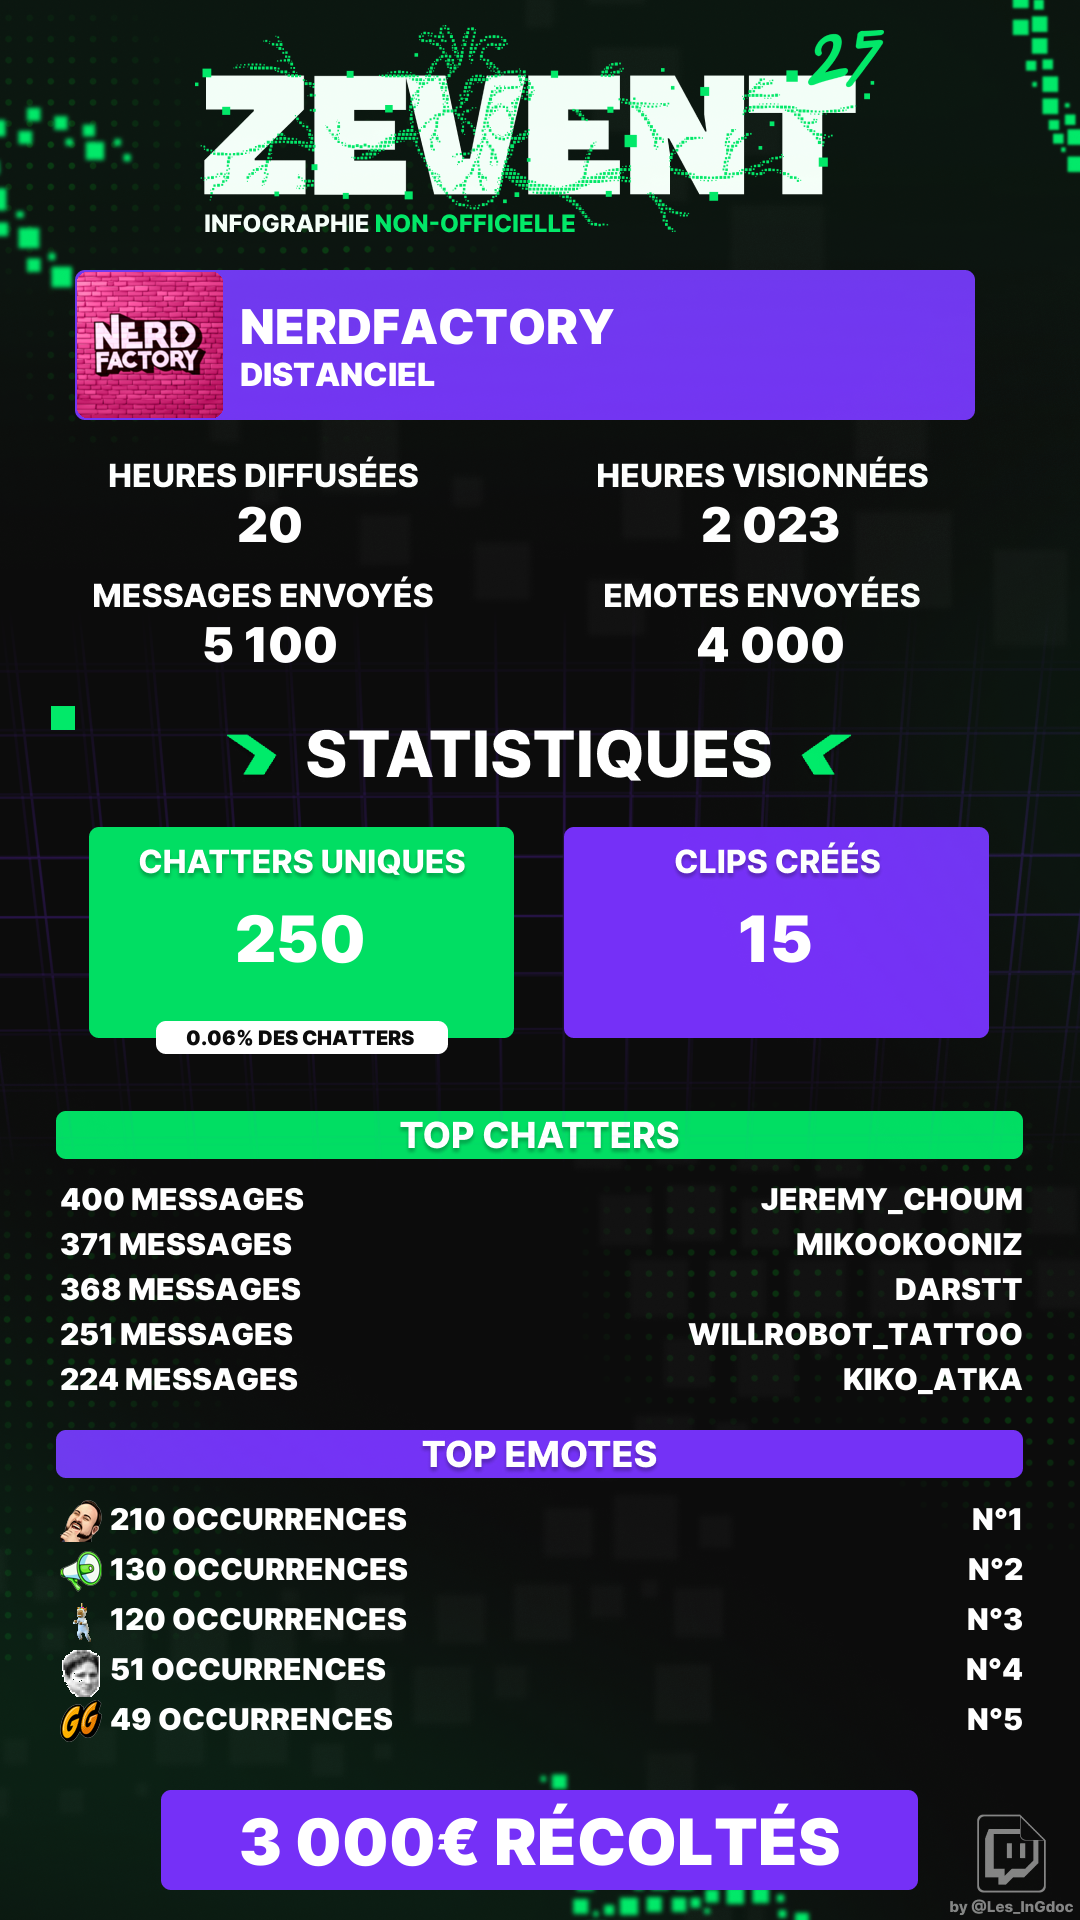 ZEVENT 25
INFOGRAPHIE NON-OFFICIELLE
NERD
FACTORY
NERDFACTORY
DISTANCIEL
HEURES DIFFUSÉES
20
HEURES VISIONNÉES
2 023
MESSAGES ENVOYÉS
5 100
EMOTES ENVOYÉES
4 000
STATISTIQUES
CHATTERS UNIQUES
250
0.06% DES CHATTERS
CLIPS CRÉÉS
15
TOP CHATTERS
400 MESSAGES JEREMY_CHOUM
371 MESSAGES MIKOOKOONIZ
368 MESSAGES DARSTT
251 MESSAGES WILLROBOT_TATTOO
224 MESSAGES KIKO_ATKA
TOP EMOTES
210 OCCURRENCES N°1
130 OCCURRENCES N°2
120 OCCURRENCES N°3
51 OCCURRENCES N°4
GG 49 OCCURRENCES N°5
3 000€ RÉCOLTÉS
by @Les_InGdoc